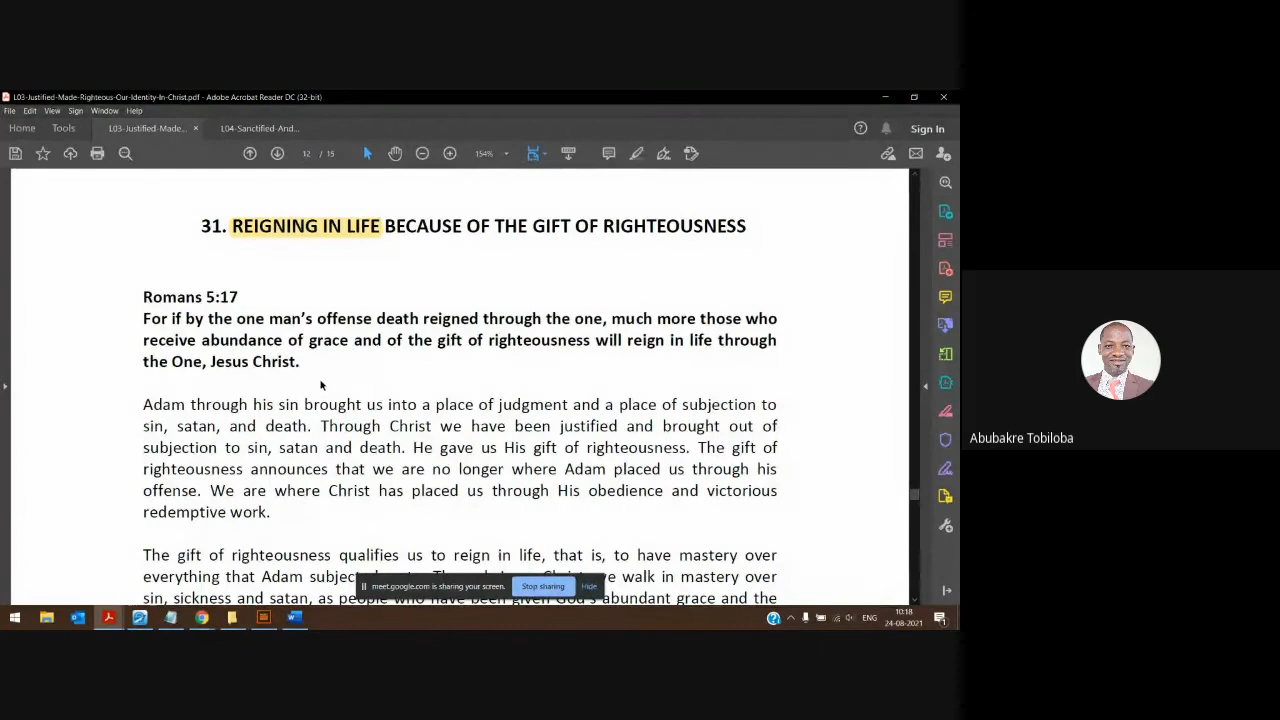 L03-Justified-Made-Righteous-Our-Identity-In-Christ.pdf - Adobe Acrobat Reader DC (32-bit)
File Edit View Sign Window Help
Home Tools L03-Justified-Made... × L04-Sanctified-And... Sign In
12 / 15 154%
31. REIGNING IN LIFE BECAUSE OF THE GIFT OF RIGHTEOUSNESS
Romans 5:17
For if by the one man’s offense death reigned through the one, much more those who
receive abundance of grace and of the gift of righteousness will reign in life through
the One, Jesus Christ.
Adam through his sin brought us into a place of judgment and a place of subjection to
sin, satan, and death. Through Christ we have been justified and brought out of
subjection to sin, satan and death. He gave us His gift of righteousness. The gift of
righteousness announces that we are no longer where Adam placed us through his
offense. We are where Christ has placed us through His obedience and victorious
redemptive work.
The gift of righteousness qualifies us to reign in life, that is, to have mastery over
everything that Adam walk in mastery over
sin, sickness and satan, as abundant grace and the
meet.google.com is sharing your screen. Stop sharing Hide
Abubakre Tobiloba
ENG
10:18
24-08-2021